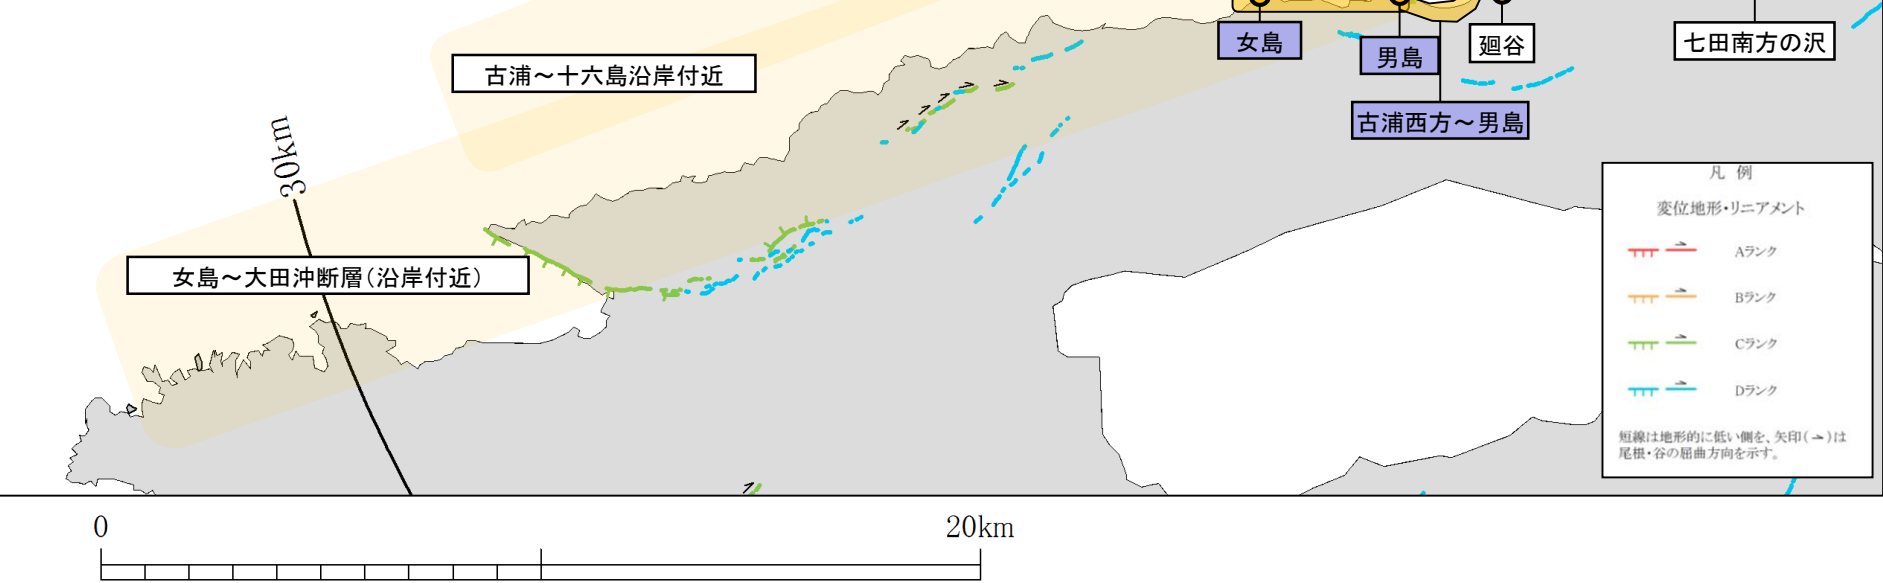 女島
男島
廻谷
七田南方の沢
古浦~十六島沿岸付近
古浦西方~男島
30km
女島~大田沖断層(沿岸付近)
凡 例
変位地形・リニアメント
Aランク
Bランク
Cランク
Dランク
短線は地形的に低い側を、矢印(⇀)は
尾根・谷の屈曲方向を示す。
0
20km